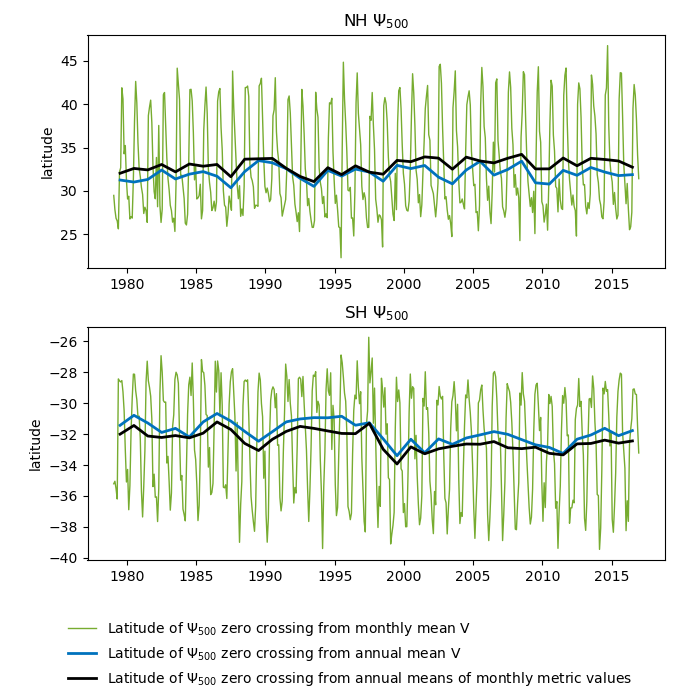 NH Ψ500
latitude
45
40
35
30
25
1980 1985 1990 1995 2000 2005 2010 2015
SH Ψ500
latitude
−26
−28
−30
−32
−34
−36
−38
−40
1980 1985 1990 1995 2000 2005 2010 2015
Latitude of Ψ500 zero crossing from monthly mean V
Latitude of Ψ500 zero crossing from annual mean V
Latitude of Ψ500 zero crossing from annual means of monthly metric values